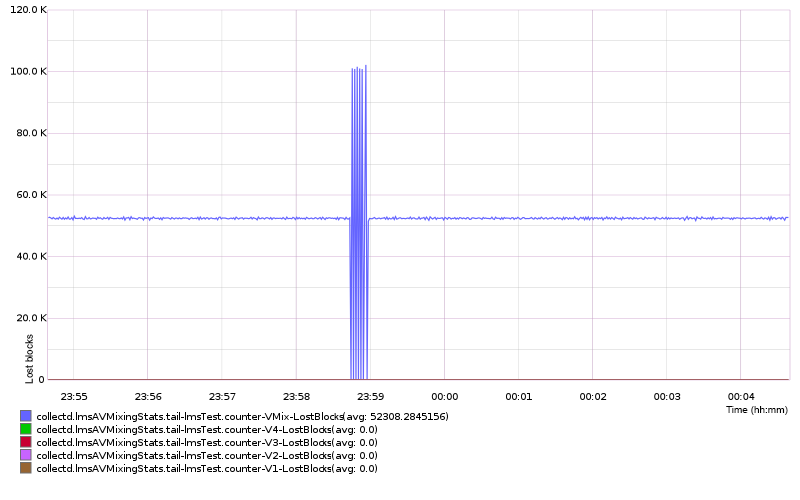 120.0 K
100.0 K
80.0 K
60.0 K
40.0 K
20.0 K
0
Lost blocks
23:55 23:56 23:57 23:58 23:59 00:00 00:01 00:02 00:03 00:04
Time (hh:mm)
collectd.lmsAVMixingStats.tail-lmsTest.counter-VMix-LostBlocks(avg: 52308.2845156)
collectd.lmsAVMixingStats.tail-lmsTest.counter-V4-LostBlocks(avg: 0.0)
collectd.lmsAVMixingStats.tail-lmsTest.counter-V3-LostBlocks(avg: 0.0)
collectd.lmsAVMixingStats.tail-lmsTest.counter-V2-LostBlocks(avg: 0.0)
collectd.lmsAVMixingStats.tail-lmsTest.counter-V1-LostBlocks(avg: 0.0)